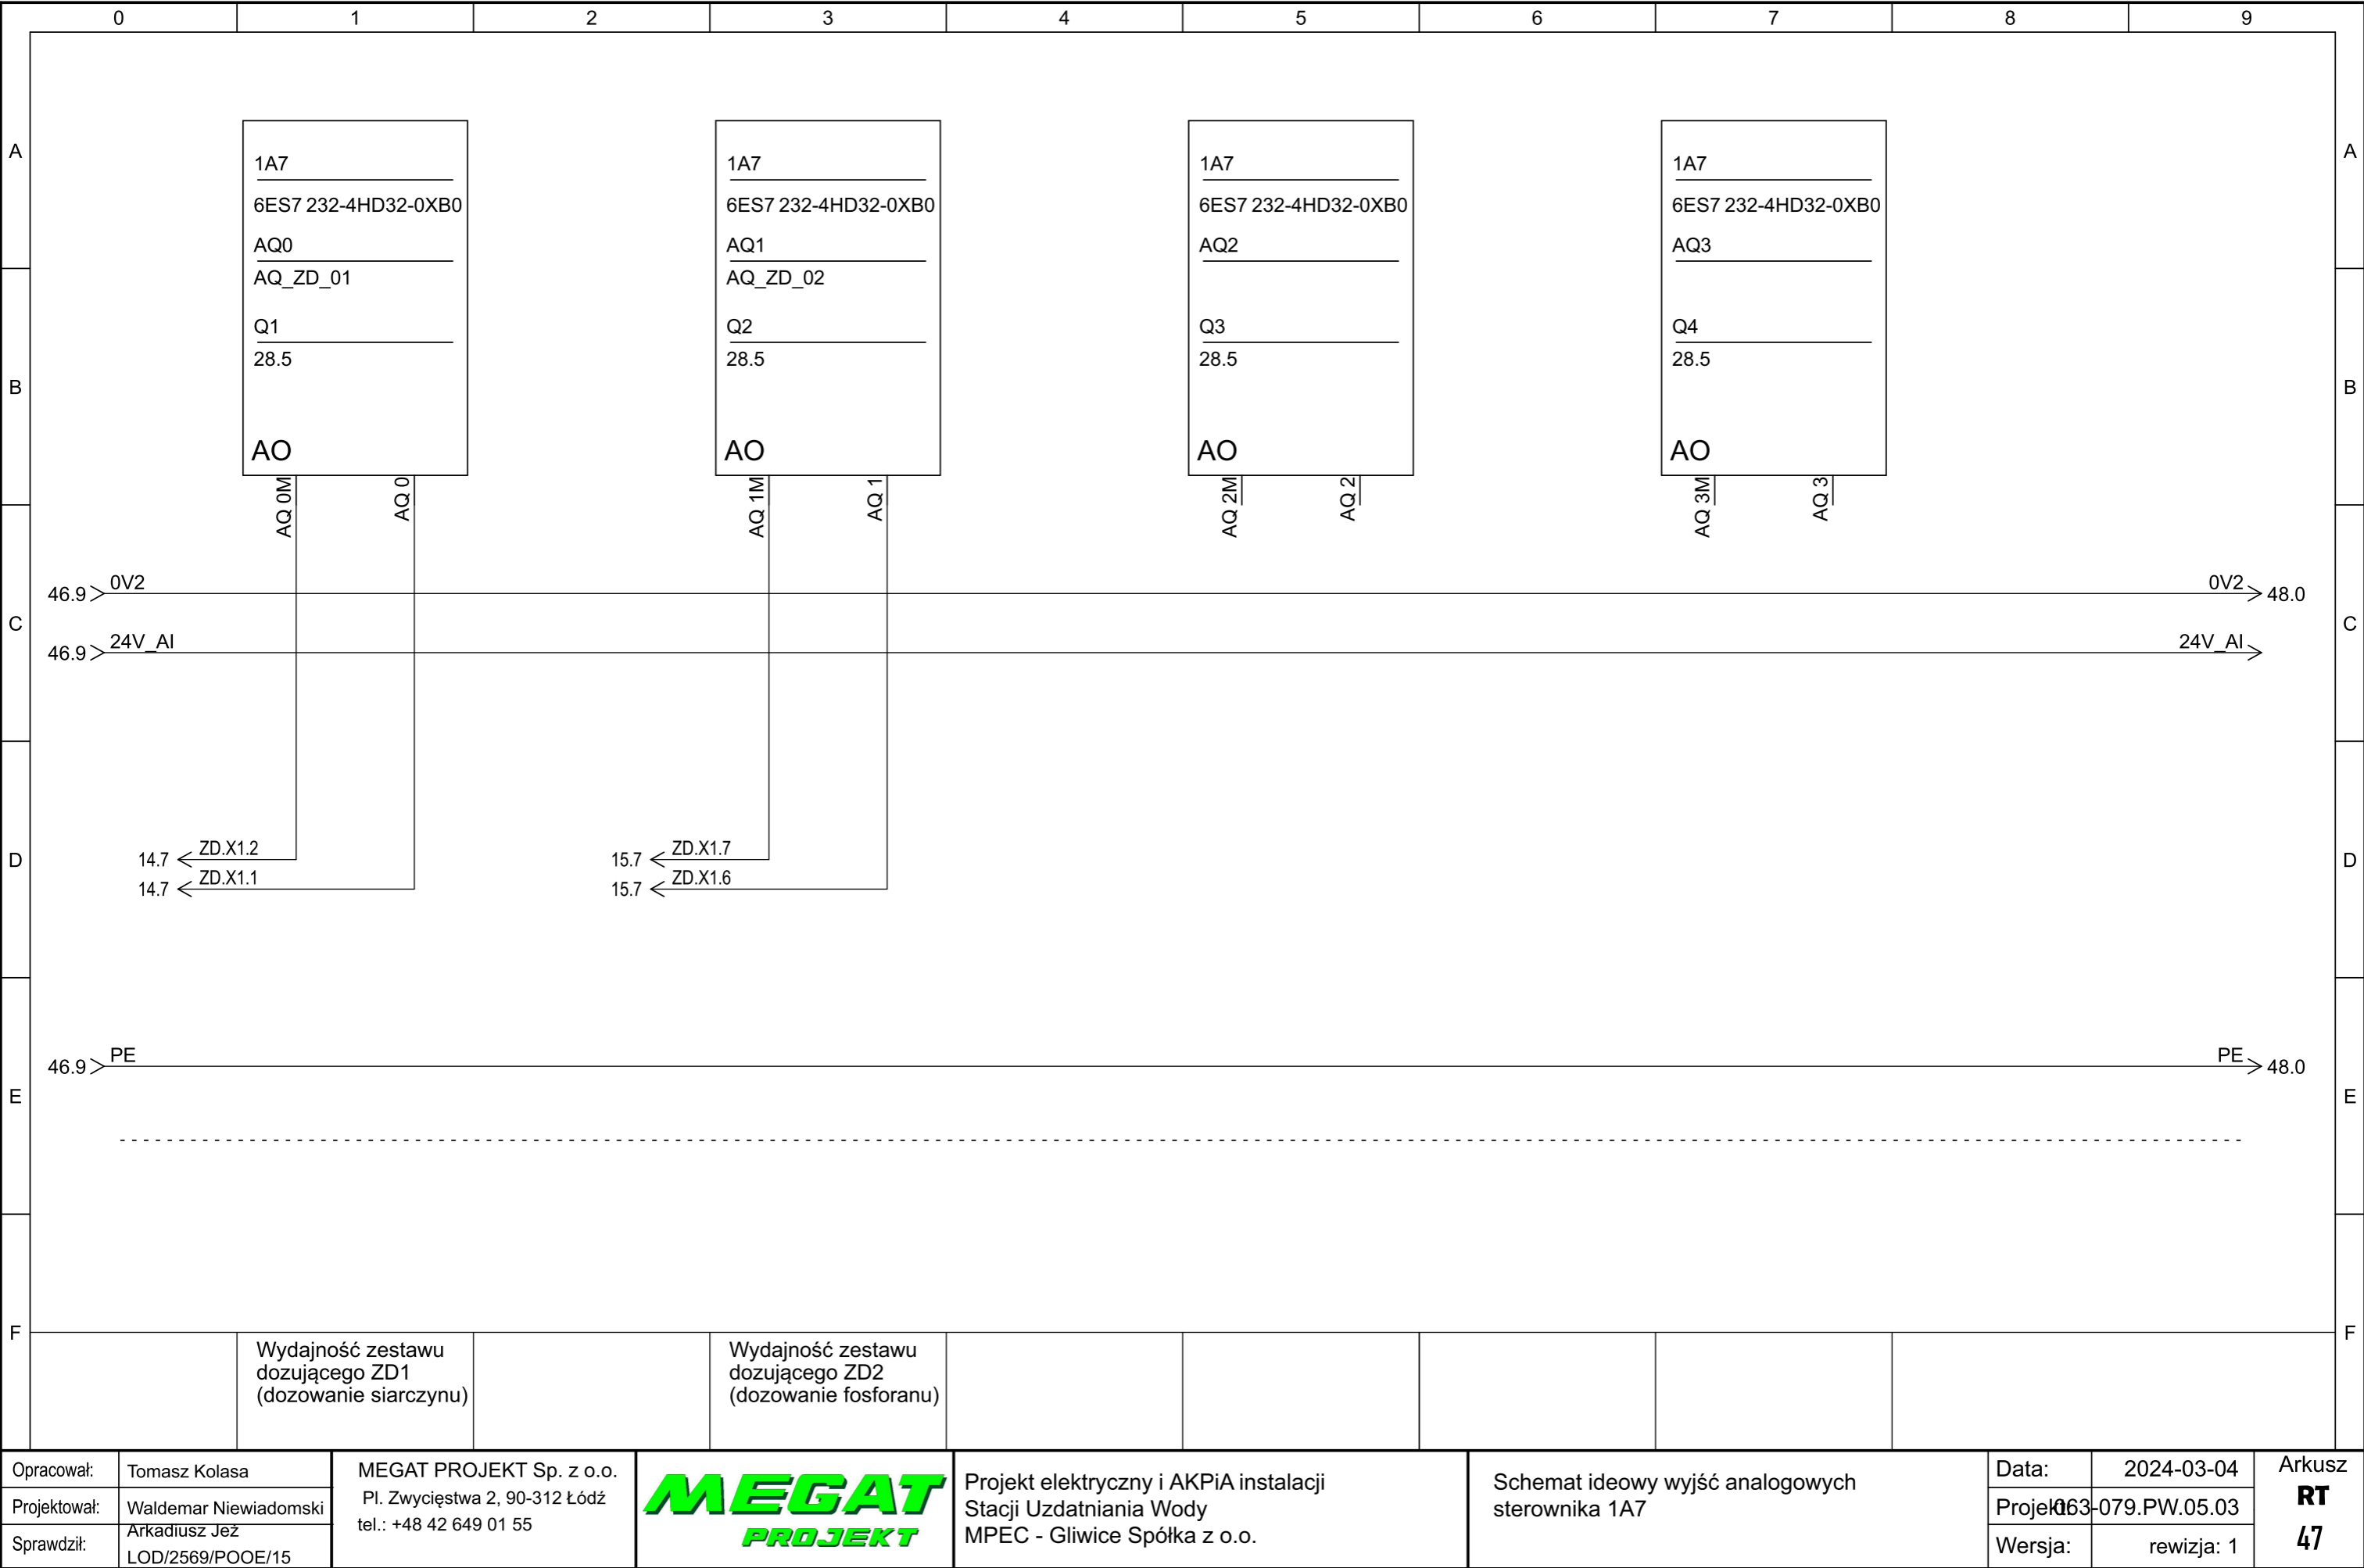 0 1 2 3 4 5 6 7 8 9
A A
1A7 1A7 1A7 1A7
6ES7 232-4HD32-0XB0 6ES7 232-4HD32-0XB0 6ES7 232-4HD32-0XB0 6ES7 232-4HD32-0XB0
AQ0 AQ1 AQ2 AQ3
AQ_ZD_01 AQ_ZD_02
Q1 Q2 Q3 Q4
28.5 28.5 28.5 28.5
B B
AO AO AO AO
AQ 0M AQ 0 AQ 1M AQ 1 AQ 2M AQ 2 AQ 3M AQ 3
46.9 0V2 0V2 48.0
C C
46.9 24V_AI 24V_AI
14.7 ZD.X1.2 15.7 ZD.X1.7
D D
14.7 ZD.X1.1 15.7 ZD.X1.6
46.9 PE PE 48.0
E E
F F
Wydajność zestawu
dozującego ZD1
(dozowanie siarczynu)
Wydajność zestawu
dozującego ZD2
(dozowanie fosforanu)
Opracował: Tomasz Kolasa
Projektował: Waldemar Niewiadomski
Sprawdził: Arkadiusz Jeż
LOD/2569/POOE/15
MEGAT PROJEKT Sp. z o.o.
Pl. Zwycięstwa 2, 90-312 Łódź
tel.: +48 42 649 01 55
MEGAT
PROJEKT
Projekt elektryczny i AKPiA instalacji
Stacji Uzdatniania Wody
MPEC - Gliwice Spółka z o.o.
Schemat ideowy wyjść analogowych
sterownika 1A7
Data: 2024-03-04
Projekt: 063-079.PW.05.03
Wersja: rewizja: 1
Arkusz
RT
47